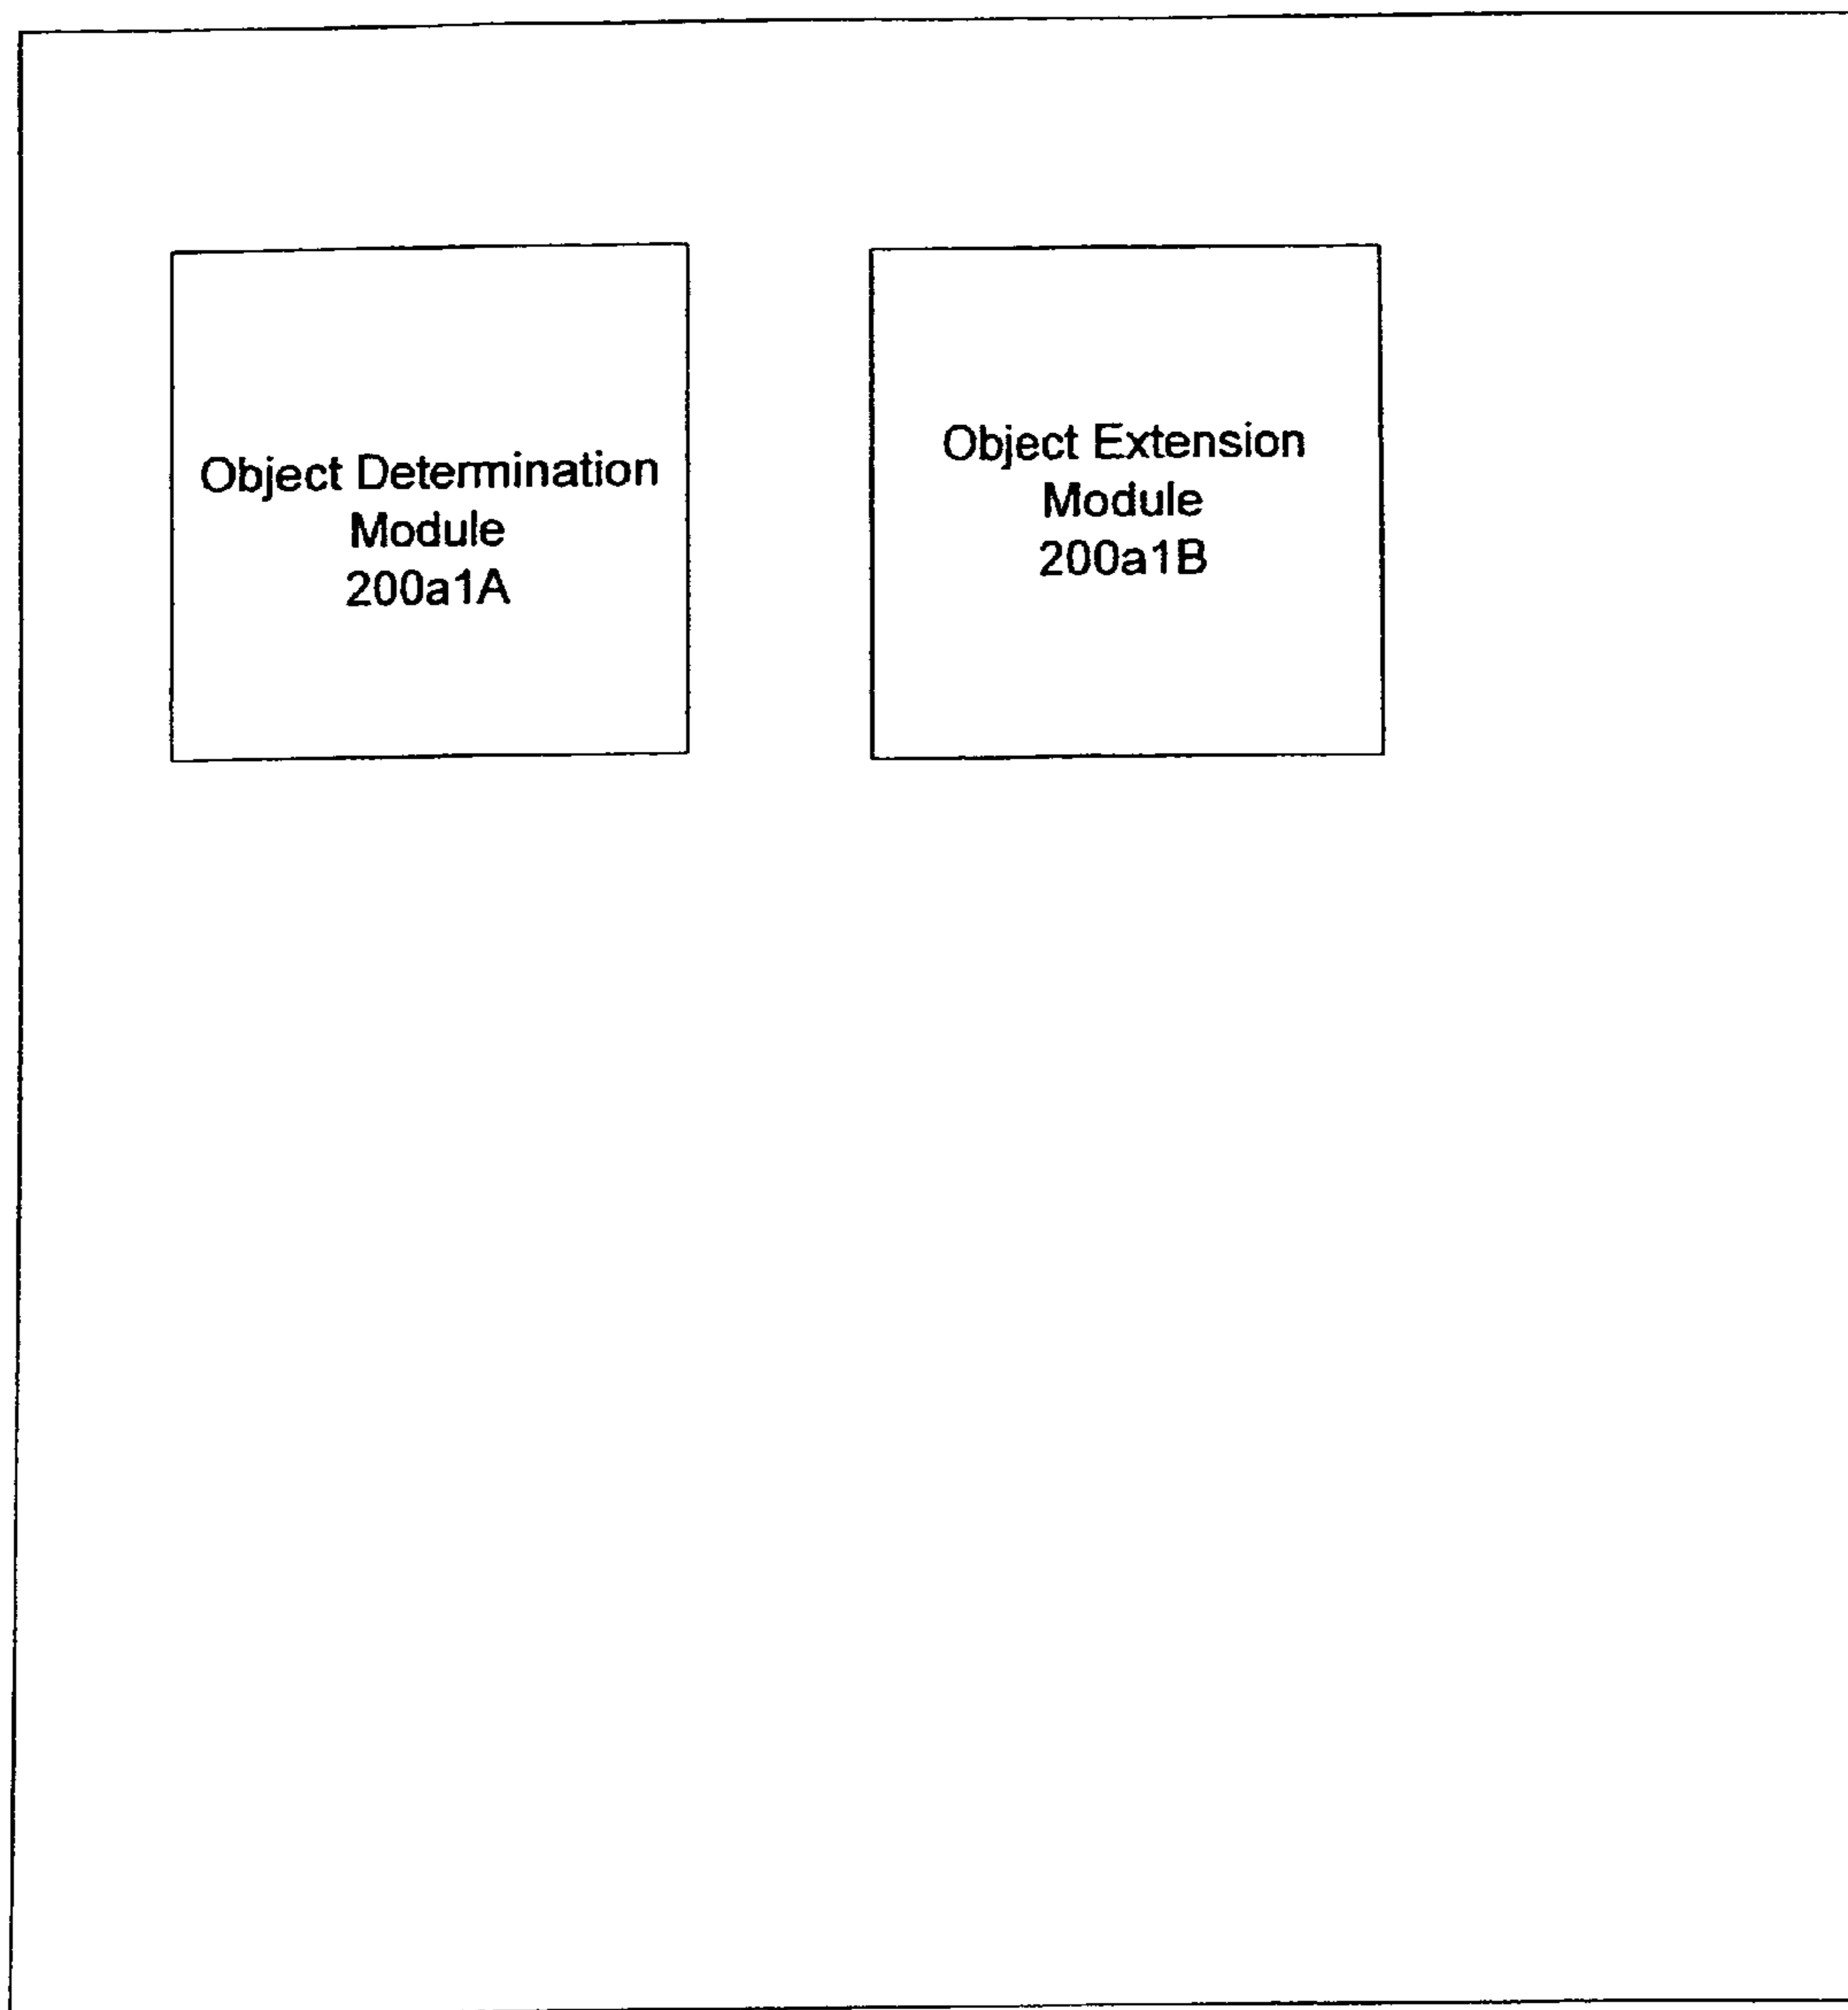 Object Determination
Module
200a1A
Object Extension
Module
200a1B